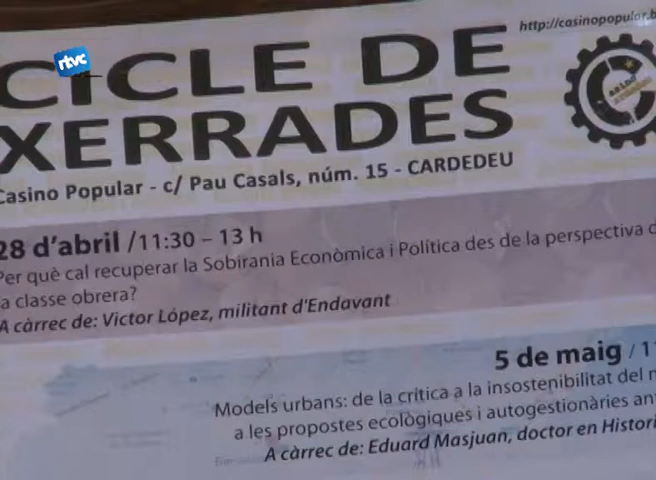 rtvc
http://casinopopular.b
CICLE DE
XERRADES
Casino Popular - c/ Pau Casals, núm. 15 - CARDEDEU
28 d'abril /11:30 – 13 h
Per què cal recuperar la Sobirania Econòmica i Política des de la perspectiva d
a classe obrera?
A càrrec de: Victor López, militant d'Endavant
5 de maig / 1
Models urbans: de la crítica a la insostenibilitat del
a les propostes ecològiques i autogestionàries
A càrrec de: Eduard Masjuan, doctor en Histori